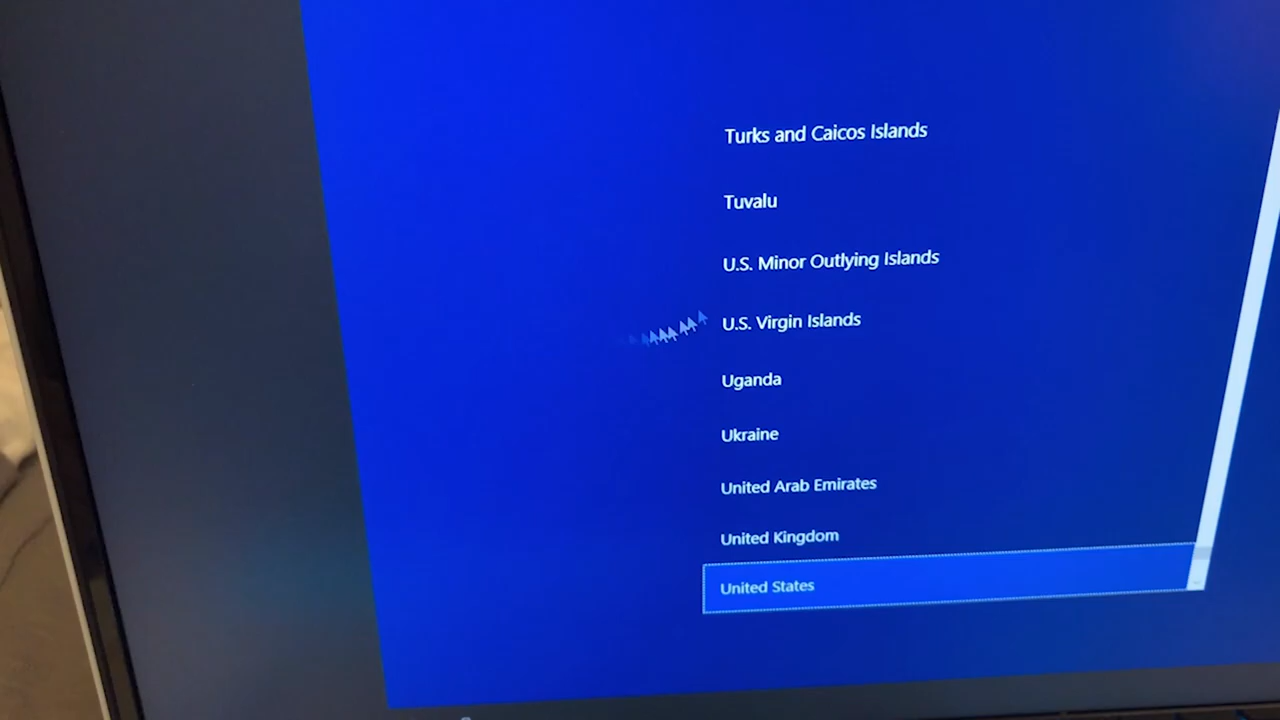 Turks and Caicos Islands
Tuvalu
U.S. Minor Outlying Islands
U.S. Virgin Islands
Uganda
Ukraine
United Arab Emirates
United Kingdom
United States